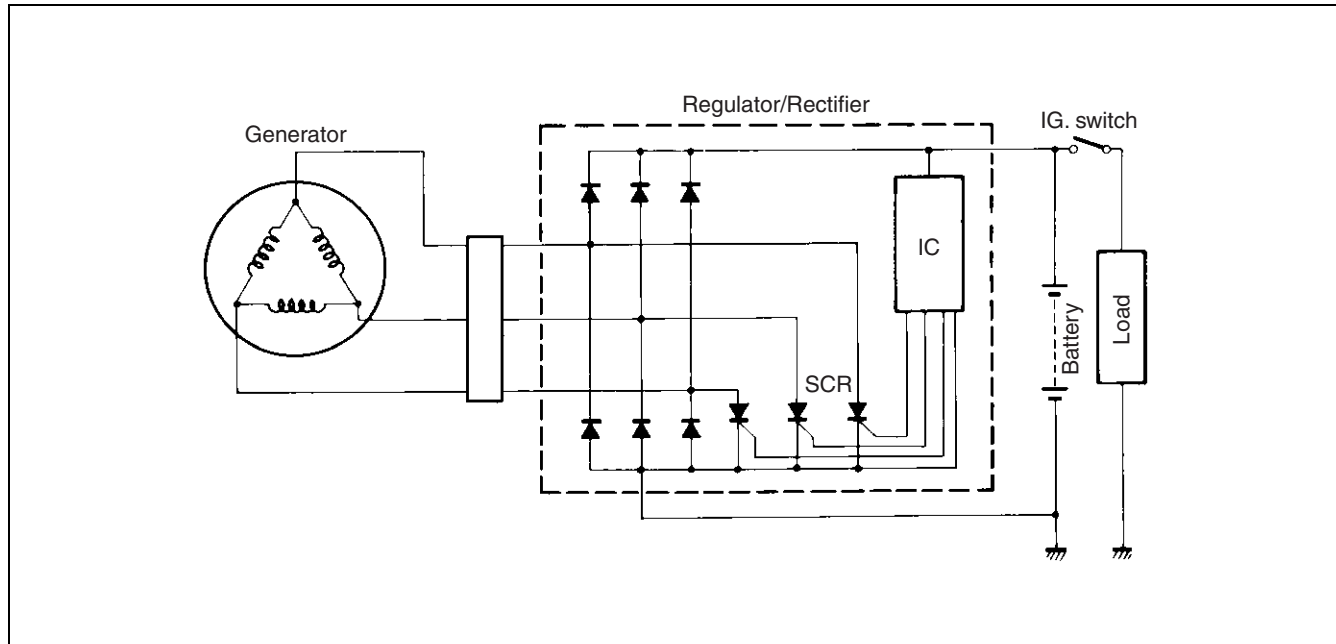 Regulator/Rectifier
Generator
IG. switch
IC
SCR
Battery
Load